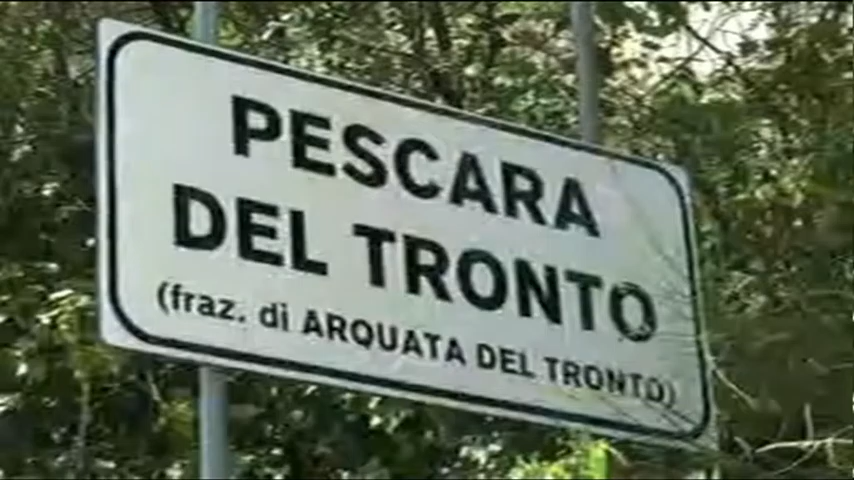 PESCARA
DEL TRONTO
(fraz. di ARQUATA DEL TRONTO)